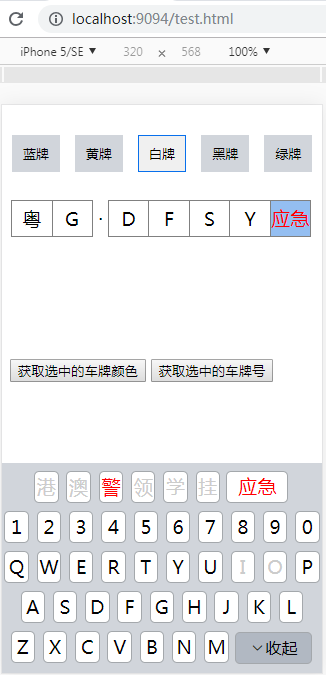 localhost:9094/test.html
iPhone 5/SE ▼ 320 × 568 100% ▼
蓝牌 黄牌 白牌 黑牌 绿牌
粤 G · D F S Y 应急
获取选中的车牌颜色 获取选中的车牌号
港 澳 警 领 学 挂 应急
1 2 3 4 5 6 7 8 9 0
Q W E R T Y U I O P
A S D F G H J K L
Z X C V B N M 收起